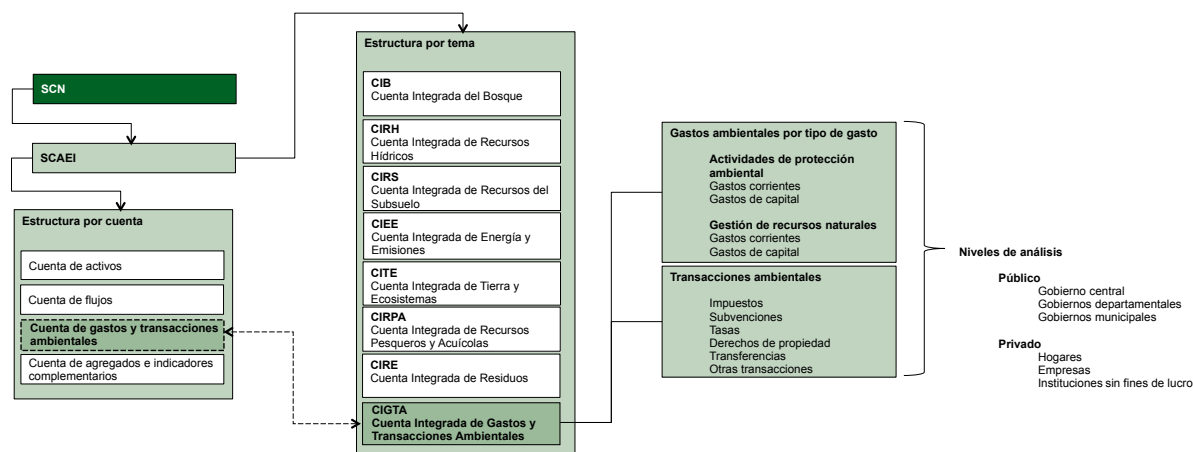 SCN
SCAEI
Estructura por cuenta
Cuenta de activos
Cuenta de flujos
Cuenta de gastos y transacciones
ambientales
Cuenta de agregados e indicadores
complementarios
Estructura por tema
CIB
Cuenta Integrada del Bosque
CIRH
Cuenta Integrada de Recursos
Hídricos
CIRS
Cuenta Integrada de Recursos del
Subsuelo
CIEE
Cuenta Integrada de Energía y
Emisiones
CITE
Cuenta Integrada de Tierra y
Ecosistemas
CIRPA
Cuenta Integrada de Recursos
Pesqueros y Acuícolas
CIRE
Cuenta Integrada de Residuos
CIGTA
Cuenta Integrada de Gastos y
Transacciones Ambientales
Gastos ambientales por tipo de gasto
Actividades de protección
ambiental
Gastos corrientes
Gastos de capital
Gestión de recursos naturales
Gastos corrientes
Gastos de capital
Transacciones ambientales
Impuestos
Subvenciones
Tasas
Derechos de propiedad
Transferencias
Otras transacciones
Niveles de análisis
Público
Gobierno central
Gobiernos departamentales
Gobiernos municipales
Privado
Hogares
Empresas
Instituciones sin fines de lucro